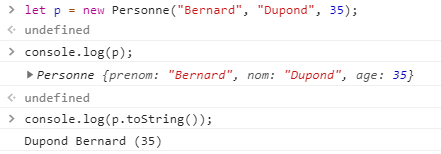 > let p = new Personne("Bernard", "Dupond", 35);
< undefined
> console.log(p);
▶ Personne {prenom: "Bernard", nom: "Dupond", age: 35}
< undefined
> console.log(p.toString());
Dupond Bernard (35)